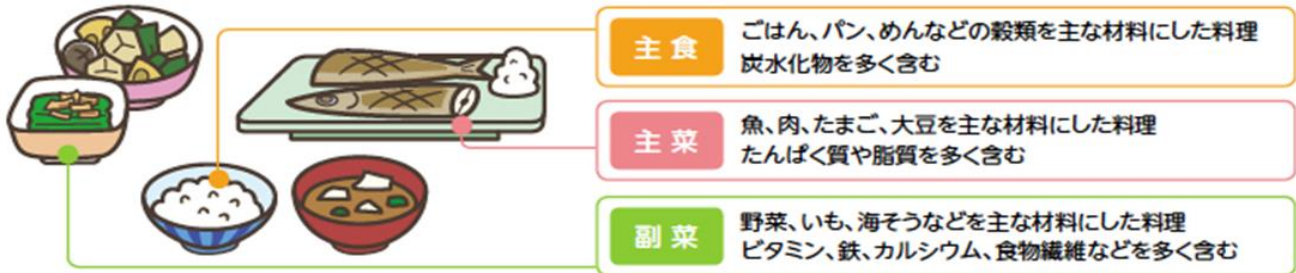 主食
ごはん、パン、めんなどの穀類を主な材料にした料理
炭水化物を多く含む
主菜
魚、肉、たまご、大豆を主な材料にした料理
たんぱく質や脂質を多く含む
副菜
野菜、いも、海そうなどを主な材料にした料理
ビタミン、鉄、カルシウム、食物繊維などを多く含む